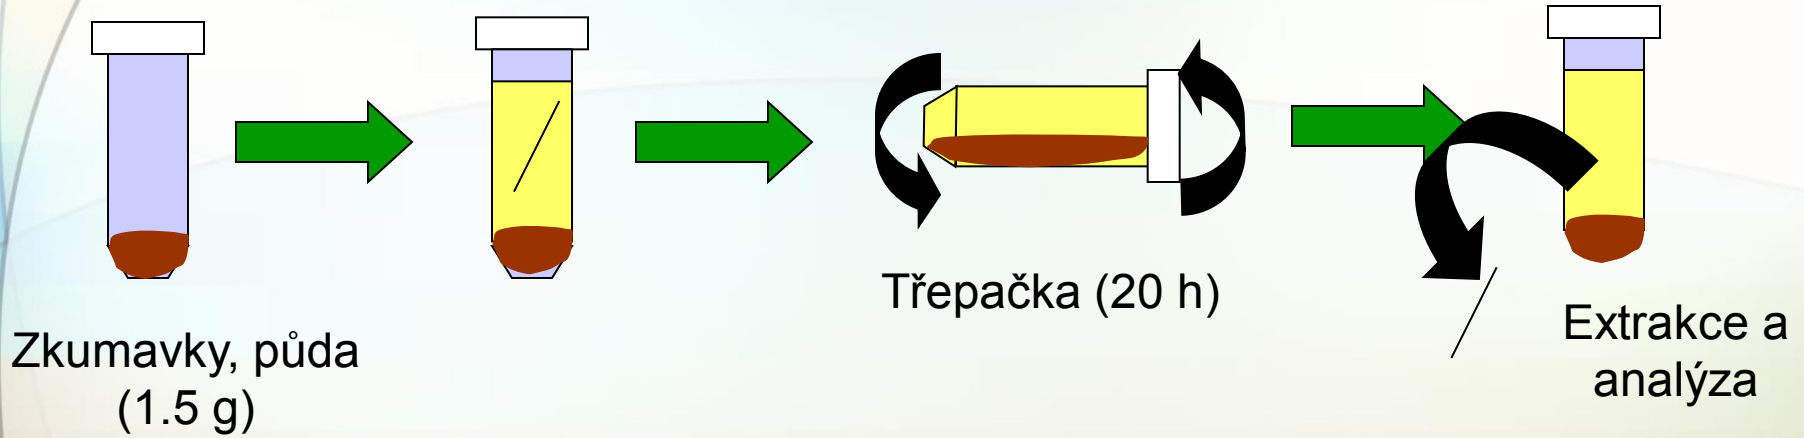 Zkumavky, půda
(1.5 g)
Třepačka (20 h)
Extrakce a
analýza